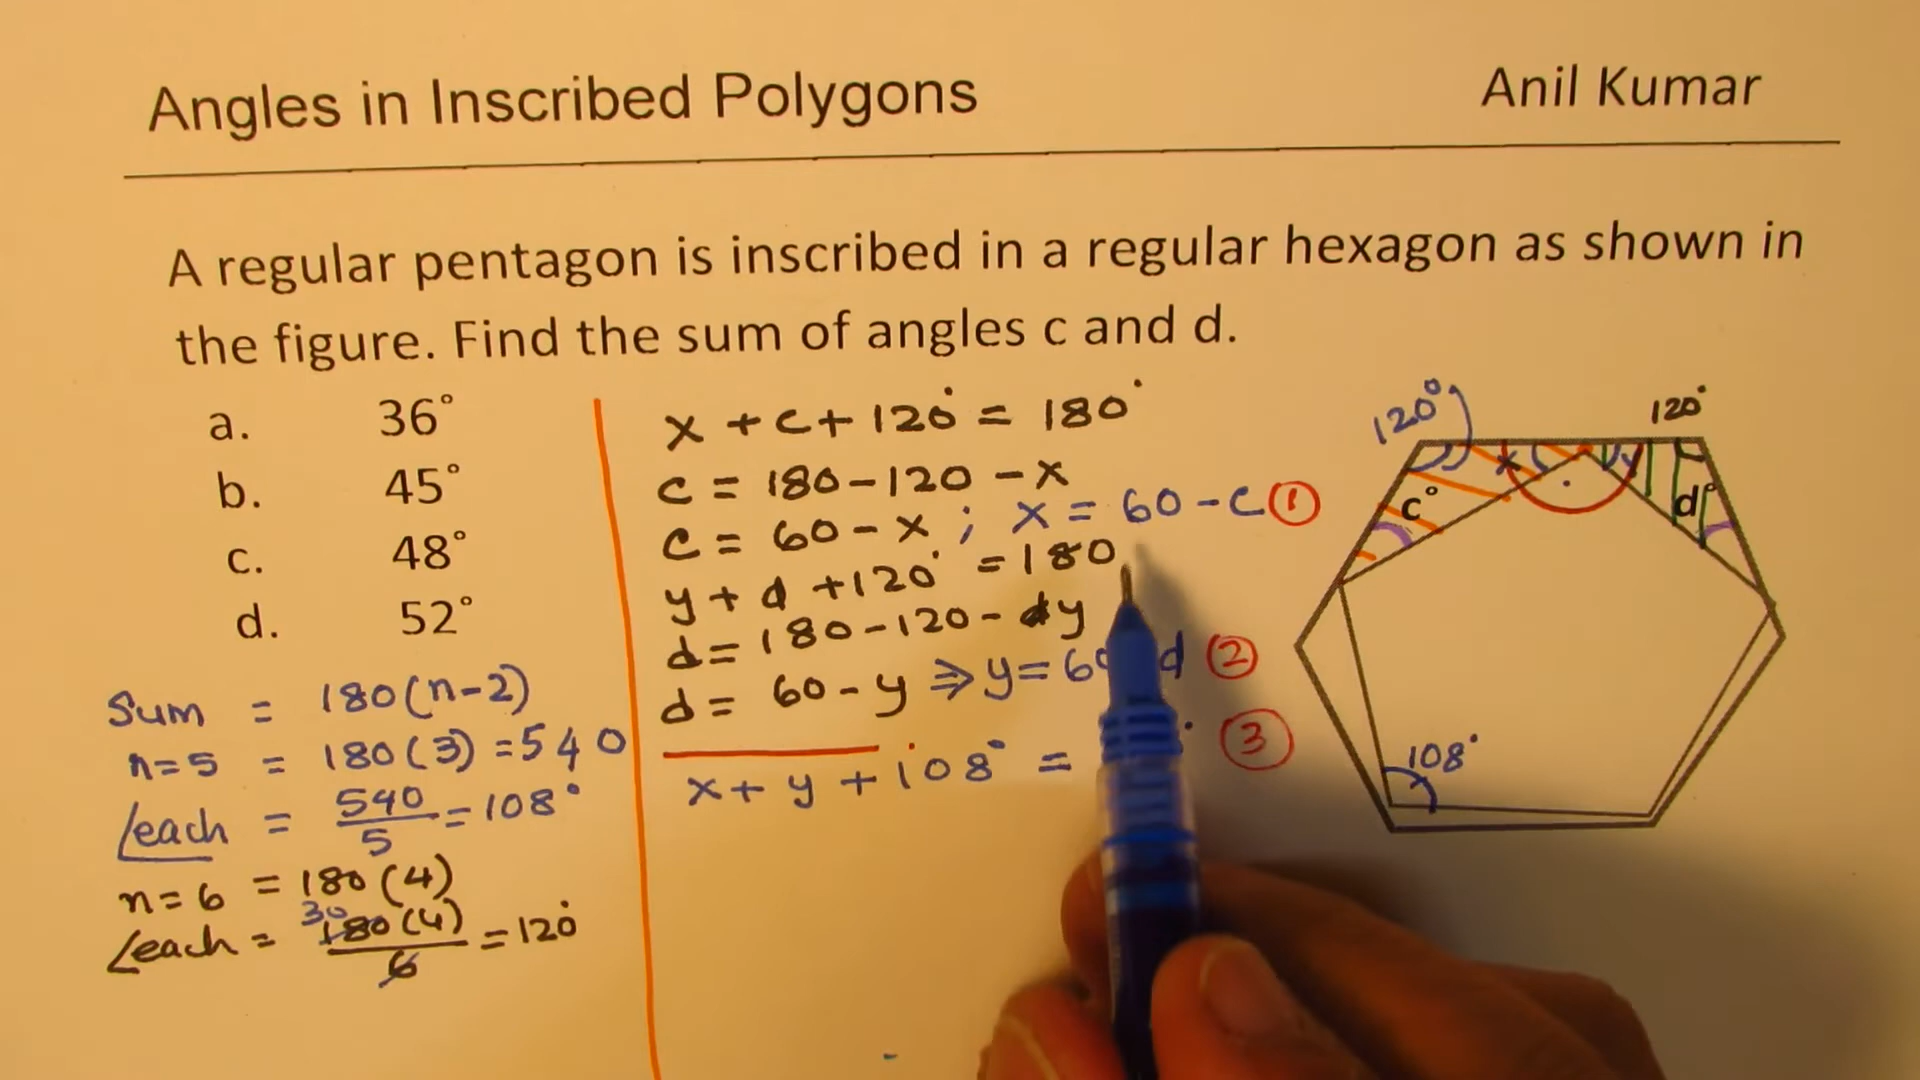 Angles in Inscribed Polygons
Anil Kumar
A regular pentagon is inscribed in a regular hexagon as shown in
the figure. Find the sum of angles c and d.
a. 36°
b. 45°
c. 48°
d. 52°
Sum = 180(n-2)
n=5 = 180(3) = 540
∠each = 540/5 = 108°
n=6 = 180(4)
30
∠each = 180(4)/6 = 120°
x + c + 120° = 180°
c = 180-120-x
c = 60-x ; x = 60-c ①
y + d + 120° = 180
d = 180-120-y
d = 60-y ⇒ y = 60 d ②
x + y + 108° = ③
120°
120°
x
y
c°
d°
108°